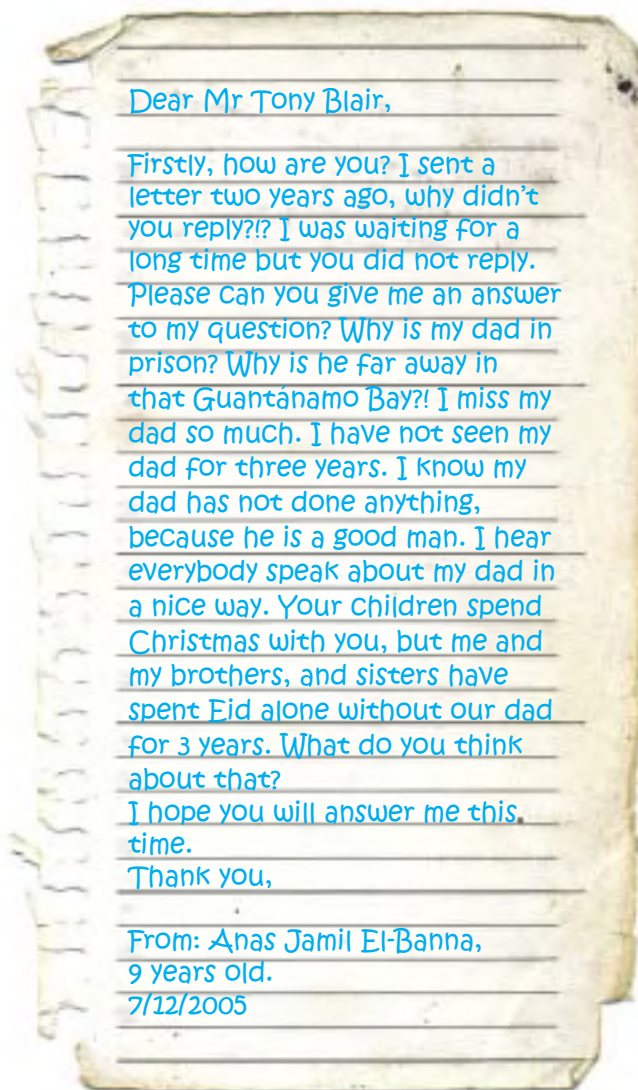 Dear Mr Tony Blair,
Firstly, how are you? I sent a
letter two years ago, why didn't
you reply?!? I was waiting for a
long time but you did not reply.
Please can you give me an answer
to my question? Why is my dad in
prison? Why is he far away in
that Guantánamo Bay?! I miss my
dad so much. I have not seen my
dad for three years. I know my
dad has not done anything,
because he is a good man. I hear
everybody speak about my dad in
a nice way. Your children spend
Christmas with you, but me and
my brothers, and sisters have
spent Eid alone without our dad
for 3 years. What do you think
about that?
I hope you will answer me this
time.
Thank you,
From: Anas Jamil El-Banna,
9 years old.
7/12/2005